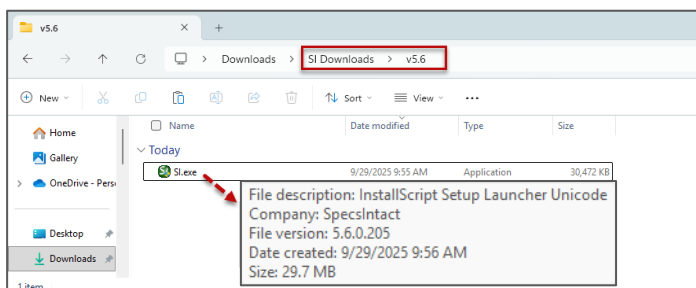 v5.6
Downloads > SI Downloads > v5.6
New Sort View ...
Name Date modified Type Size
Home
Gallery
OneDrive - Pers
Desktop
Downloads
Today
SI.exe 9/29/2025 9:55 AM Application 30,472 KB
File description: InstallScript Setup Launcher Unicode
Company: SpecsIntact
File version: 5.6.0.205
Date created: 9/29/2025 9:56 AM
Size: 29.7 MB
1 item